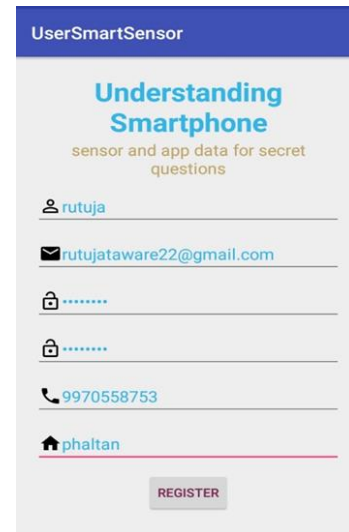 UserSmartSensor
Understanding
Smartphone
sensor and app data for secret
questions
rutuja
rutujataware22@gmail.com
••••••••
••••••••
9970558753
phaltan
REGISTER